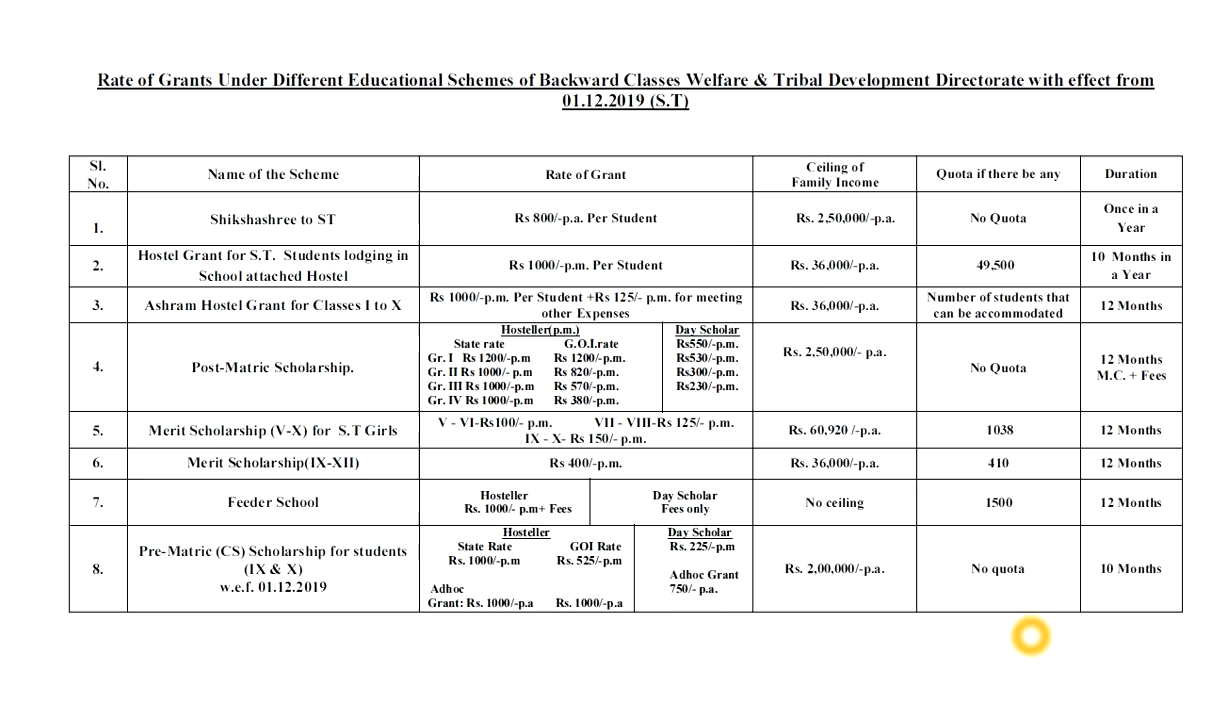 Rate of Grants Under Different Educational Schemes of Backward Classes Welfare & Tribal Development Directorate with effect from
01.12.2019 (S.T)
Sl. No. Name of the Scheme Rate of Grant Ceiling of Family Income Quota if there be any Duration
1. Shikshashree to ST Rs 800/-p.a. Per Student Rs. 2,50,000/-p.a. No Quota Once in a Year
2. Hostel Grant for S.T. Students lodging in School attached Hostel Rs 1000/-p.m. Per Student Rs. 36,000/-p.a. 49,500 10 Months in a Year
3. Ashram Hostel Grant for Classes I to X Rs 1000/-p.m. Per Student +Rs 125/- p.m. for meeting other Expenses Rs. 36,000/-p.a. Number of students that can be accommodated 12 Months
4. Post-Matric Scholarship.
Hosteller(p.m.) Day Scholar
State rate G.O.I.rate Rs550/-p.m.
Gr. I Rs 1200/-p.m Rs 1200/-p.m. Rs530/-p.m.
Gr. II Rs 1000/- p.m Rs 820/-p.m. Rs300/-p.m.
Gr. III Rs 1000/-p.m Rs 570/-p.m. Rs230/-p.m.
Gr. IV Rs 1000/-p.m Rs 380/-p.m.
Rs. 2,50,000/- p.a. No Quota 12 Months M.C. + Fees
5. Merit Scholarship (V-X) for S.T Girls V - VI-Rs100/- p.m. VII - VIII-Rs 125/- p.m.
IX - X- Rs 150/- p.m. Rs. 60,920 /-p.a. 1038 12 Months
6. Merit Scholarship(IX-XII) Rs 400/-p.m. Rs. 36,000/-p.a. 410 12 Months
7. Feeder School
Hosteller Day Scholar
Rs. 1000/- p.m+ Fees Fees only
No ceiling 1500 12 Months
8. Pre-Matric (CS) Scholarship for students
(IX & X)
w.e.f. 01.12.2019
Hosteller Day Scholar
State Rate GOI Rate Rs. 225/-p.m
Rs. 1000/-p.m Rs. 525/-p.m
Adhoc Grant
Adhoc 750/- p.a.
Grant: Rs. 1000/-p.a Rs. 1000/-p.a
Rs. 2,00,000/-p.a. No quota 10 Months